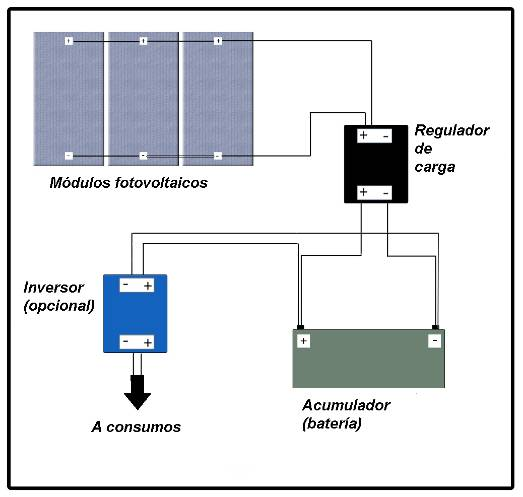 + + +
- - -
+ -
Regulador
de
carga
Módulos fotovoltaicos
+ -
- +
Inversor
(opcional)
+ -
- +
Acumulador
(batería)
A consumos